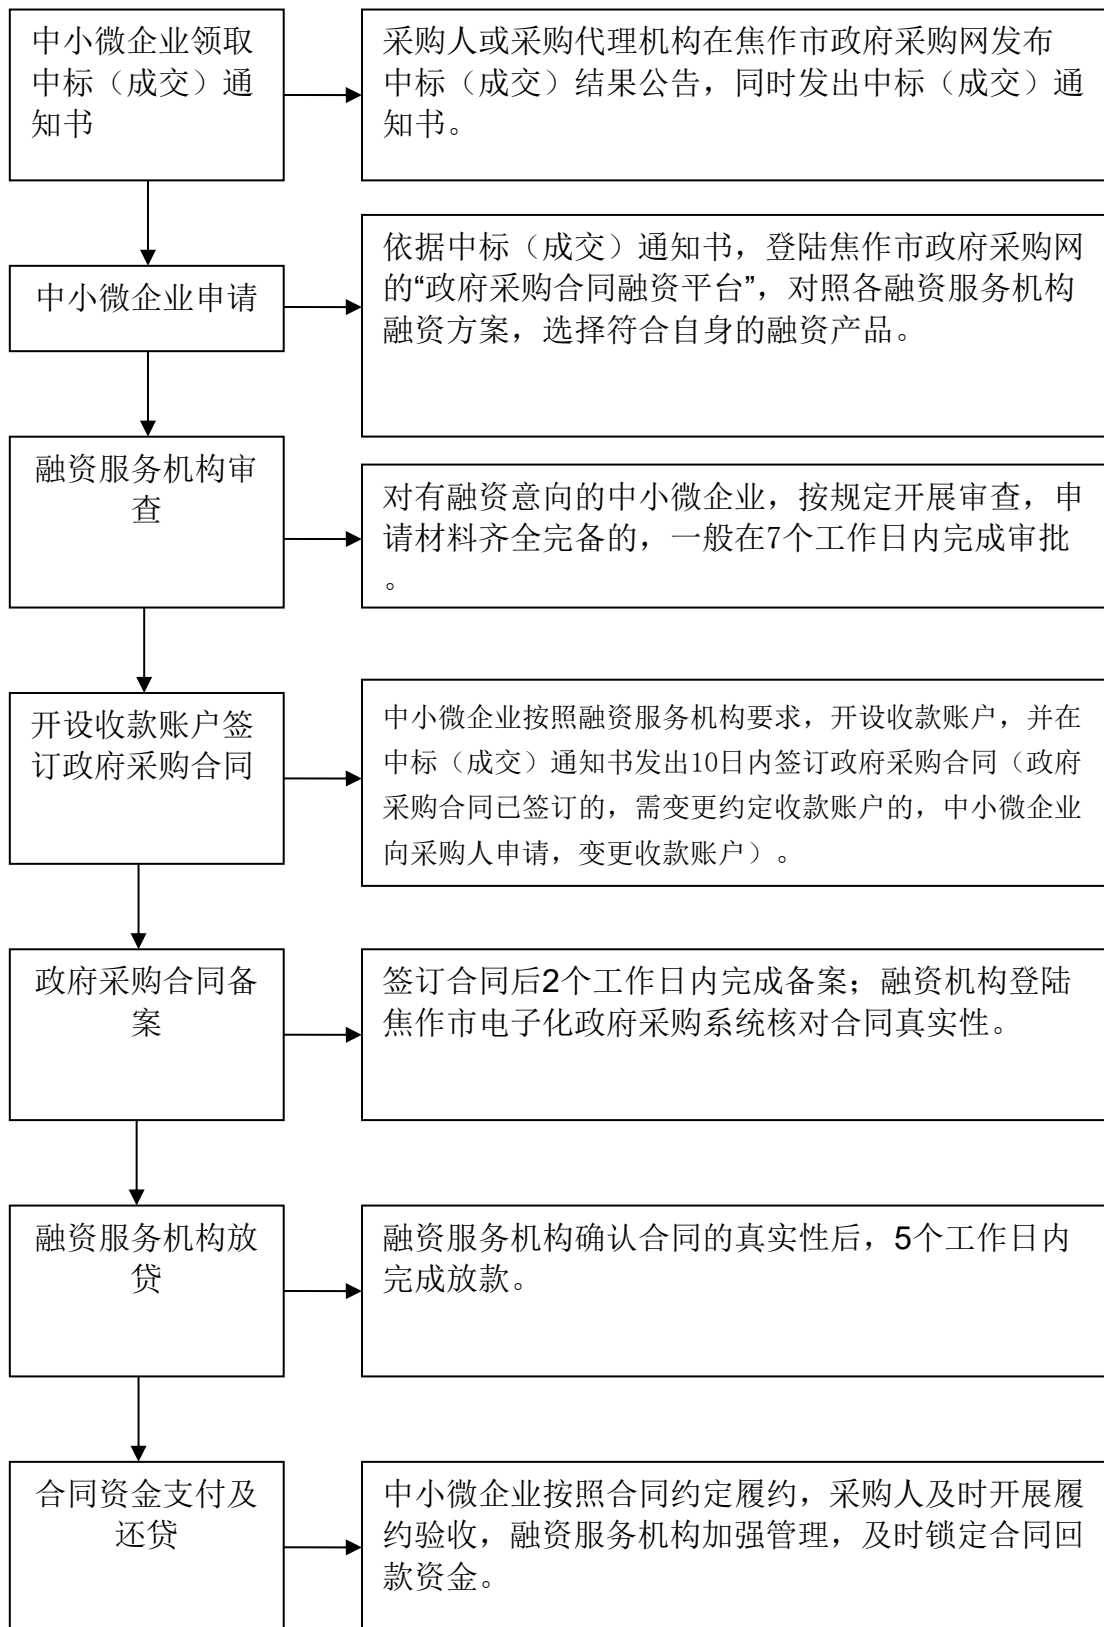 中小微企业领取
中标（成交）通
知书
采购人或采购代理机构在焦作市政府采购网发布
中标（成交）结果公告，同时发出中标（成交）通
知书。
中小微企业申请
依据中标（成交）通知书，登陆焦作市政府采购网
的“政府采购合同融资平台”，对照各融资服务机构
融资方案，选择符合自身的融资产品。
融资服务机构审
查
对有融资意向的中小微企业，按规定开展审查，申
请材料齐全完备的，一般在7个工作日内完成审批
。
开设收款账户签
订政府采购合同
中小微企业按照融资服务机构要求，开设收款账户，并在
中标（成交）通知书发出10日内签订政府采购合同（政府
采购合同已签订的，需变更约定收款账户的，中小微企业
向采购人申请，变更收款账户）。
政府采购合同备
案
签订合同后2个工作日内完成备案；融资机构登陆
焦作市电子化政府采购系统核对合同真实性。
融资服务机构放
贷
融资服务机构确认合同的真实性后，5个工作日内
完成放款。
合同资金支付及
还贷
中小微企业按照合同约定履约，采购人及时开展履
约验收，融资服务机构加强管理，及时锁定合同回
款资金。